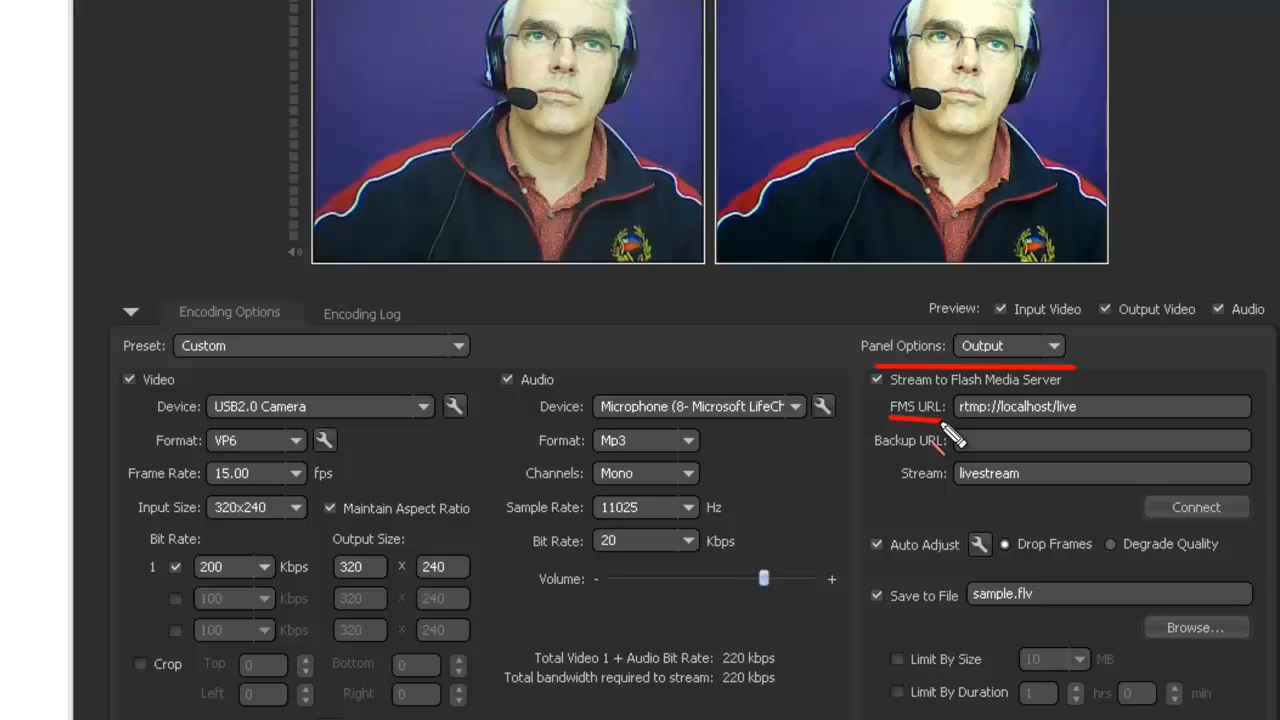 Preview: Input Video Output Video Audio
Encoding Options Encoding Log
Preset: Custom
Panel Options: Output
Video
Device: USB2.0 Camera
Format: VP6
Frame Rate: 15.00 fps
Input Size: 320x240 Maintain Aspect Ratio
Bit Rate: Output Size:
1 200 Kbps 320 x 240
100 Kbps 320 x 240
100 Kbps 320 x 240
Crop Top 0 Bottom 0
Left 0 Right 0
Audio
Device: Microphone (8- Microsoft LifeCh
Format: Mp3
Channels: Mono
Sample Rate: 11025 Hz
Bit Rate: 20 Kbps
Volume: - +
Total Video 1 + Audio Bit Rate: 220 kbps
Total bandwidth required to stream: 220 kbps
Stream to Flash Media Server
FMS URL: rtmp://localhost/live
Backup URL:
Stream: livestream
Connect
Auto Adjust Drop Frames Degrade Quality
Save to File sample.flv
Browse...
Limit By Size 10 MB
Limit By Duration 1 hrs 0 min